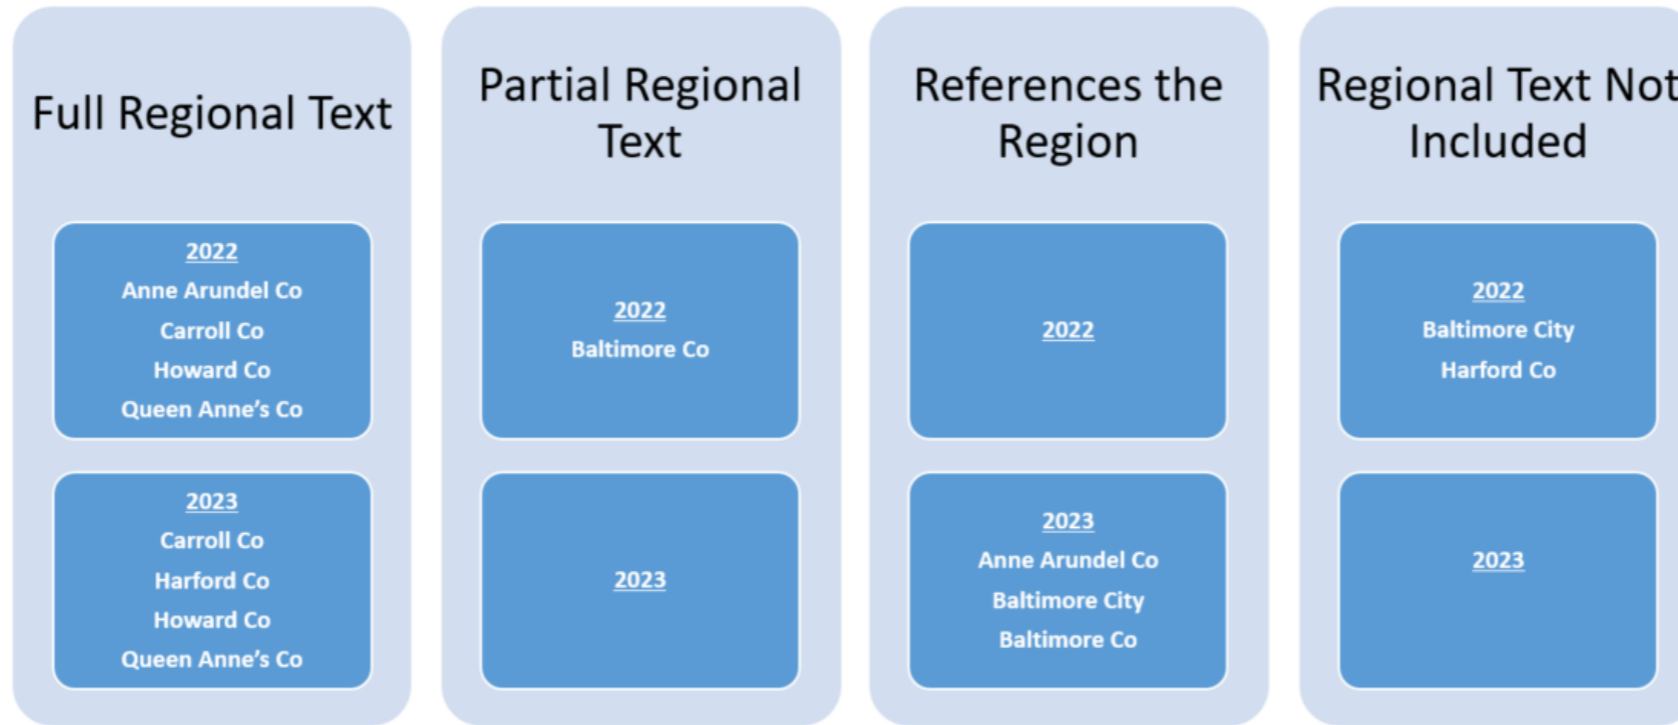 Full Regional Text
2022
Anne Arundel Co
Carroll Co
Howard Co
Queen Anne’s Co
2023
Carroll Co
Harford Co
Howard Co
Queen Anne’s Co
Partial Regional
Text
2022
Baltimore Co
2023
References the
Region
2022
2023
Anne Arundel Co
Baltimore City
Baltimore Co
Regional Text Not
Included
2022
Baltimore City
Harford Co
2023